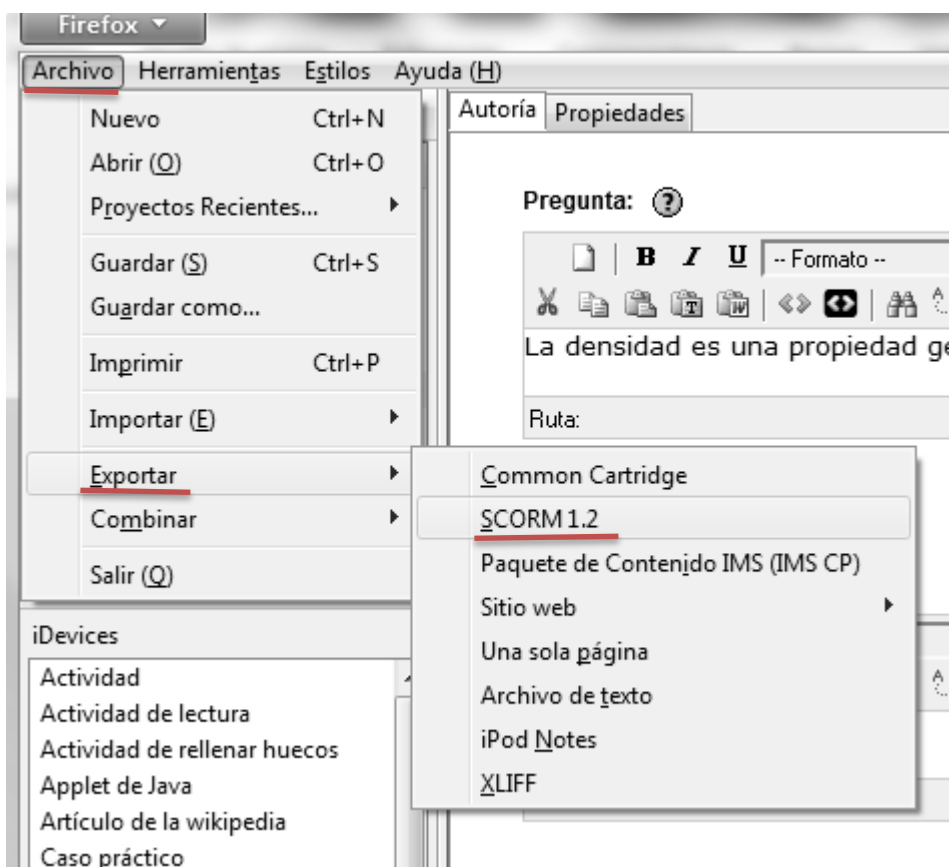 Firefox
Archivo Herramientas Estilos Ayuda (H)
Nuevo Ctrl+N
Abrir (O) Ctrl+O
Proyectos Recientes...
Guardar (S) Ctrl+S
Guardar como...
Imprimir Ctrl+P
Importar (E)
Exportar
Combinar
Salir (Q)
Common Cartridge
SCORM 1.2
Paquete de Contenido IMS (IMS CP)
Sitio web
Una sola página
Archivo de texto
iPod Notes
XLIFF
Autoría Propiedades
Pregunta: ?
B I U -- Formato --
La densidad es una propiedad
Ruta:
iDevices
Actividad
Actividad de lectura
Actividad de rellenar huecos
Applet de Java
Artículo de la wikipedia
Caso práctico